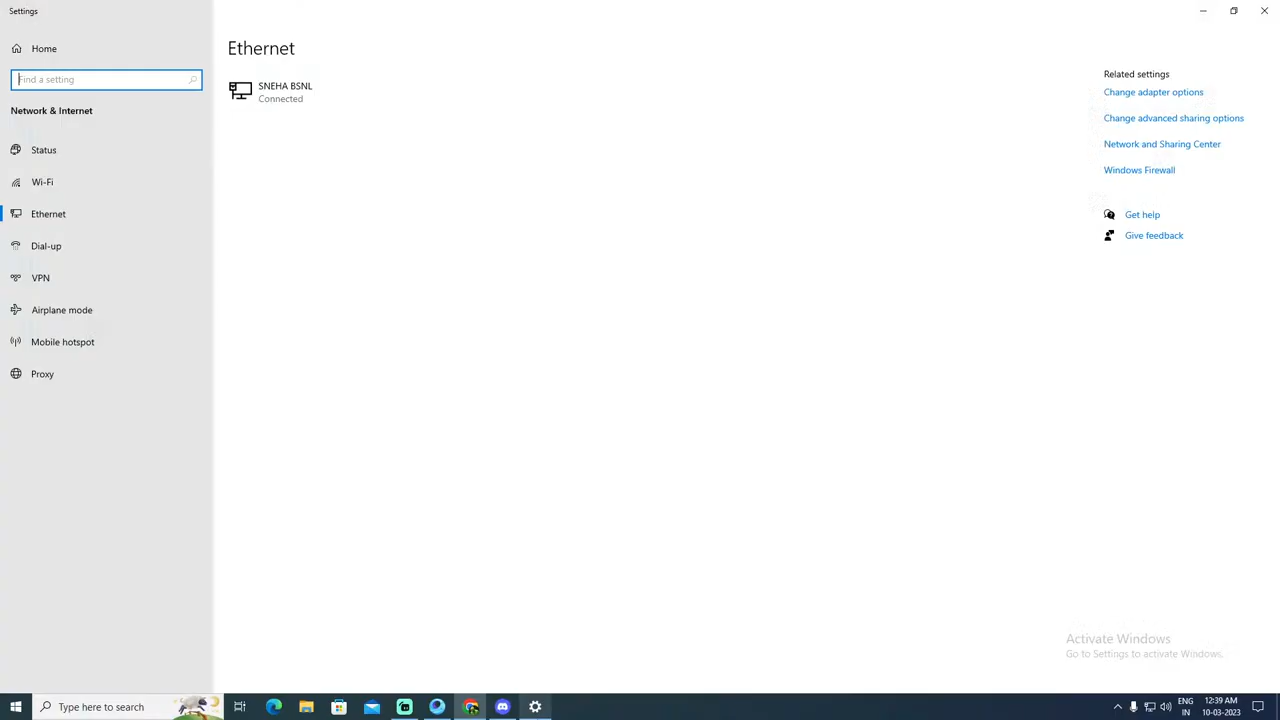 Settings
Home
Find a setting
Network & Internet
Status
Wi-Fi
Ethernet
Dial-up
VPN
Airplane mode
Mobile hotspot
Proxy
Ethernet
SNEHA BSNL
Connected
Related settings
Change adapter options
Change advanced sharing options
Network and Sharing Center
Windows Firewall
Get help
Give feedback
Activate Windows
Go to Settings to activate Windows.
Type here to search
ENG
IN
12:39 AM
10-03-2023